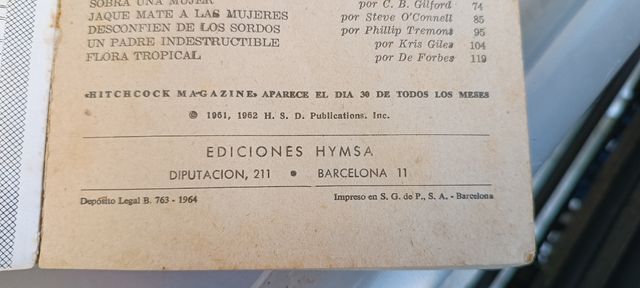 SOBRA UNA MUJER por C. B. Gilford 74
JAQUE MATE A LAS MUJERES por Steve O'Connell 85
DESCONFIEN DE LOS SORDOS por Phillip Tremont 95
UN PADRE INDESTRUCTIBLE por Kris Giles 104
FLORA TROPICAL por De Forbes 119
«HITCHCOCK MAGAZINE» APARECE EL DIA 30 DE TODOS LOS MESES
© 1961, 1962 H. S. D. Publications. Inc.
EDICIONES HYMSA
DIPUTACION, 211 • BARCELONA 11
Depósito Legal B. 763 - 1964 Impreso en S. G. de P., S. A. - Barcelona